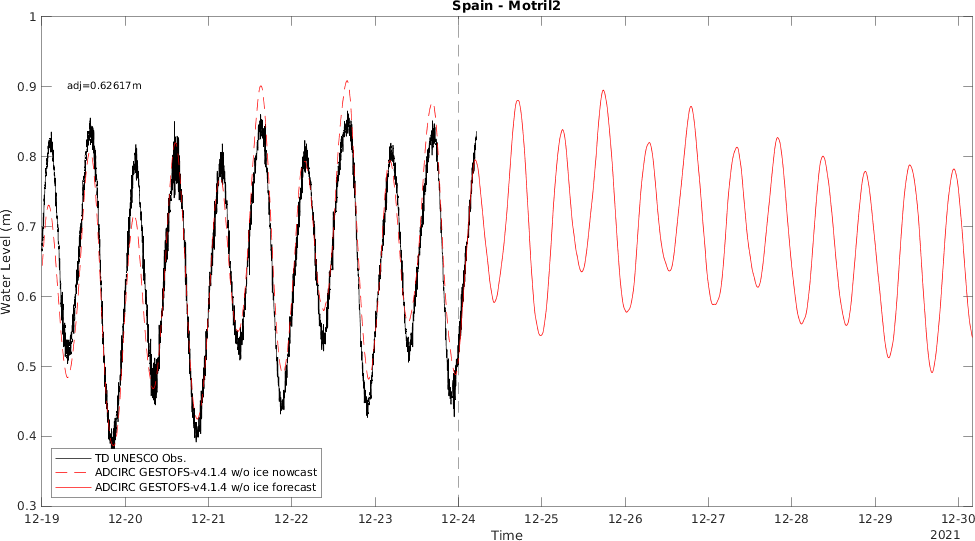 Spain - Motril2
1
0.9
0.8
0.7
0.6
0.5
0.4
0.3
Water Level (m)
adj=0.62617m
TD UNESCO Obs.
ADCIRC GESTOFS-v4.1.4 w/o ice nowcast
ADCIRC GESTOFS-v4.1.4 w/o ice forecast
12-19 12-20 12-21 12-22 12-23 12-24 12-25 12-26 12-27 12-28 12-29 12-30
Time
2021